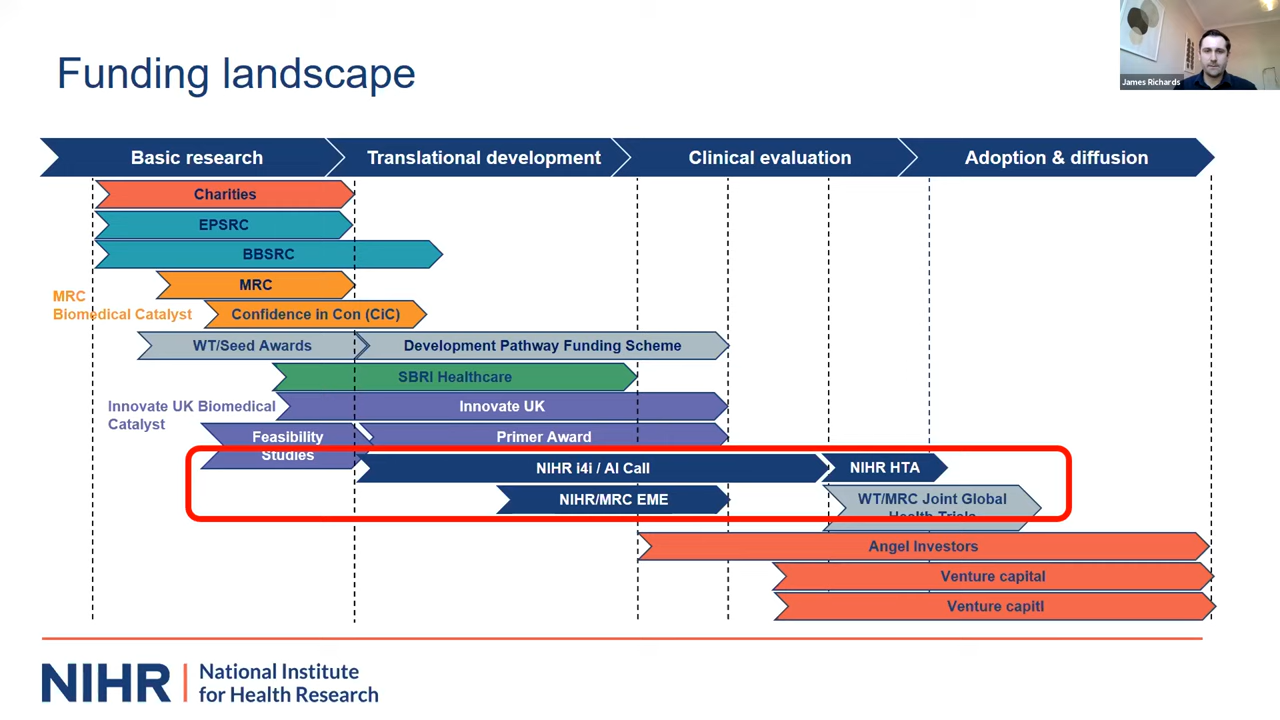 Funding landscape
James Richards
Basic research
Translational development
Clinical evaluation
Adoption & diffusion
Charities
EPSRC
BBSRC
MRC
MRC
Biomedical Catalyst
Confidence in Con (CiC)
WT/Seed Awards
Development Pathway Funding Scheme
SBRI Healthcare
Innovate UK Biomedical
Catalyst
Innovate UK
Feasibility
Studies
Primer Award
NIHR i4i / AI Call
NIHR HTA
NIHR/MRC EME
WT/MRC Joint Global
Health Trials
Angel Investors
Venture capital
Venture capitl
NIHR
National Institute
for Health Research